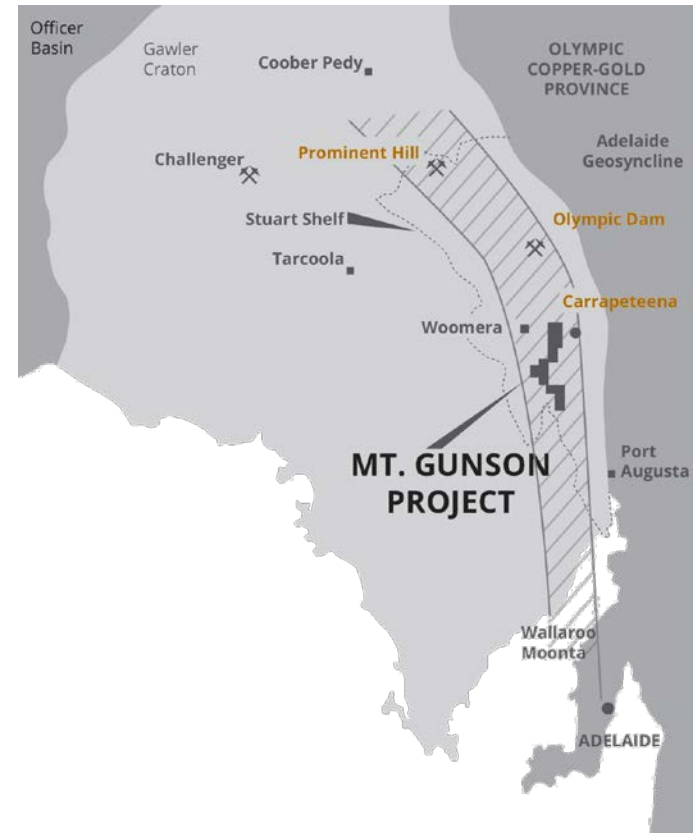 Officer
Basin
Gawler
Craton
Coober Pedy
OLYMPIC
COPPER-GOLD
PROVINCE
Adelaide
Geosyncline
Challenger
Prominent Hill
Stuart Shelf
Olympic Dam
Tarcoola
Carrapeteena
Woomera
MT. GUNSON
PROJECT
Port
Augusta
Wallaroo
Moonta
ADELAIDE